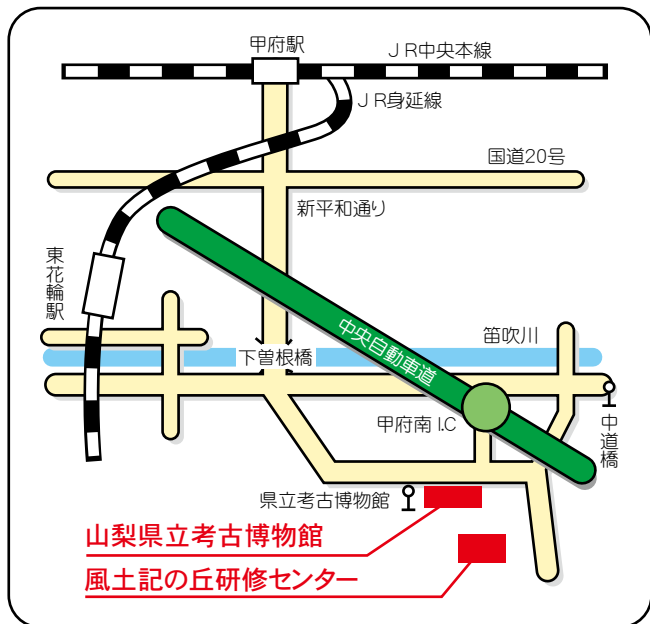 甲府駅
ＪＲ中央本線
ＪＲ身延線
国道20号
新平和通り
東花輪駅
笛吹川
下曽根橋
中央自動車道
甲府南 I.C
中道橋
県立考古博物館
山梨県立考古博物館
風土記の丘研修センター